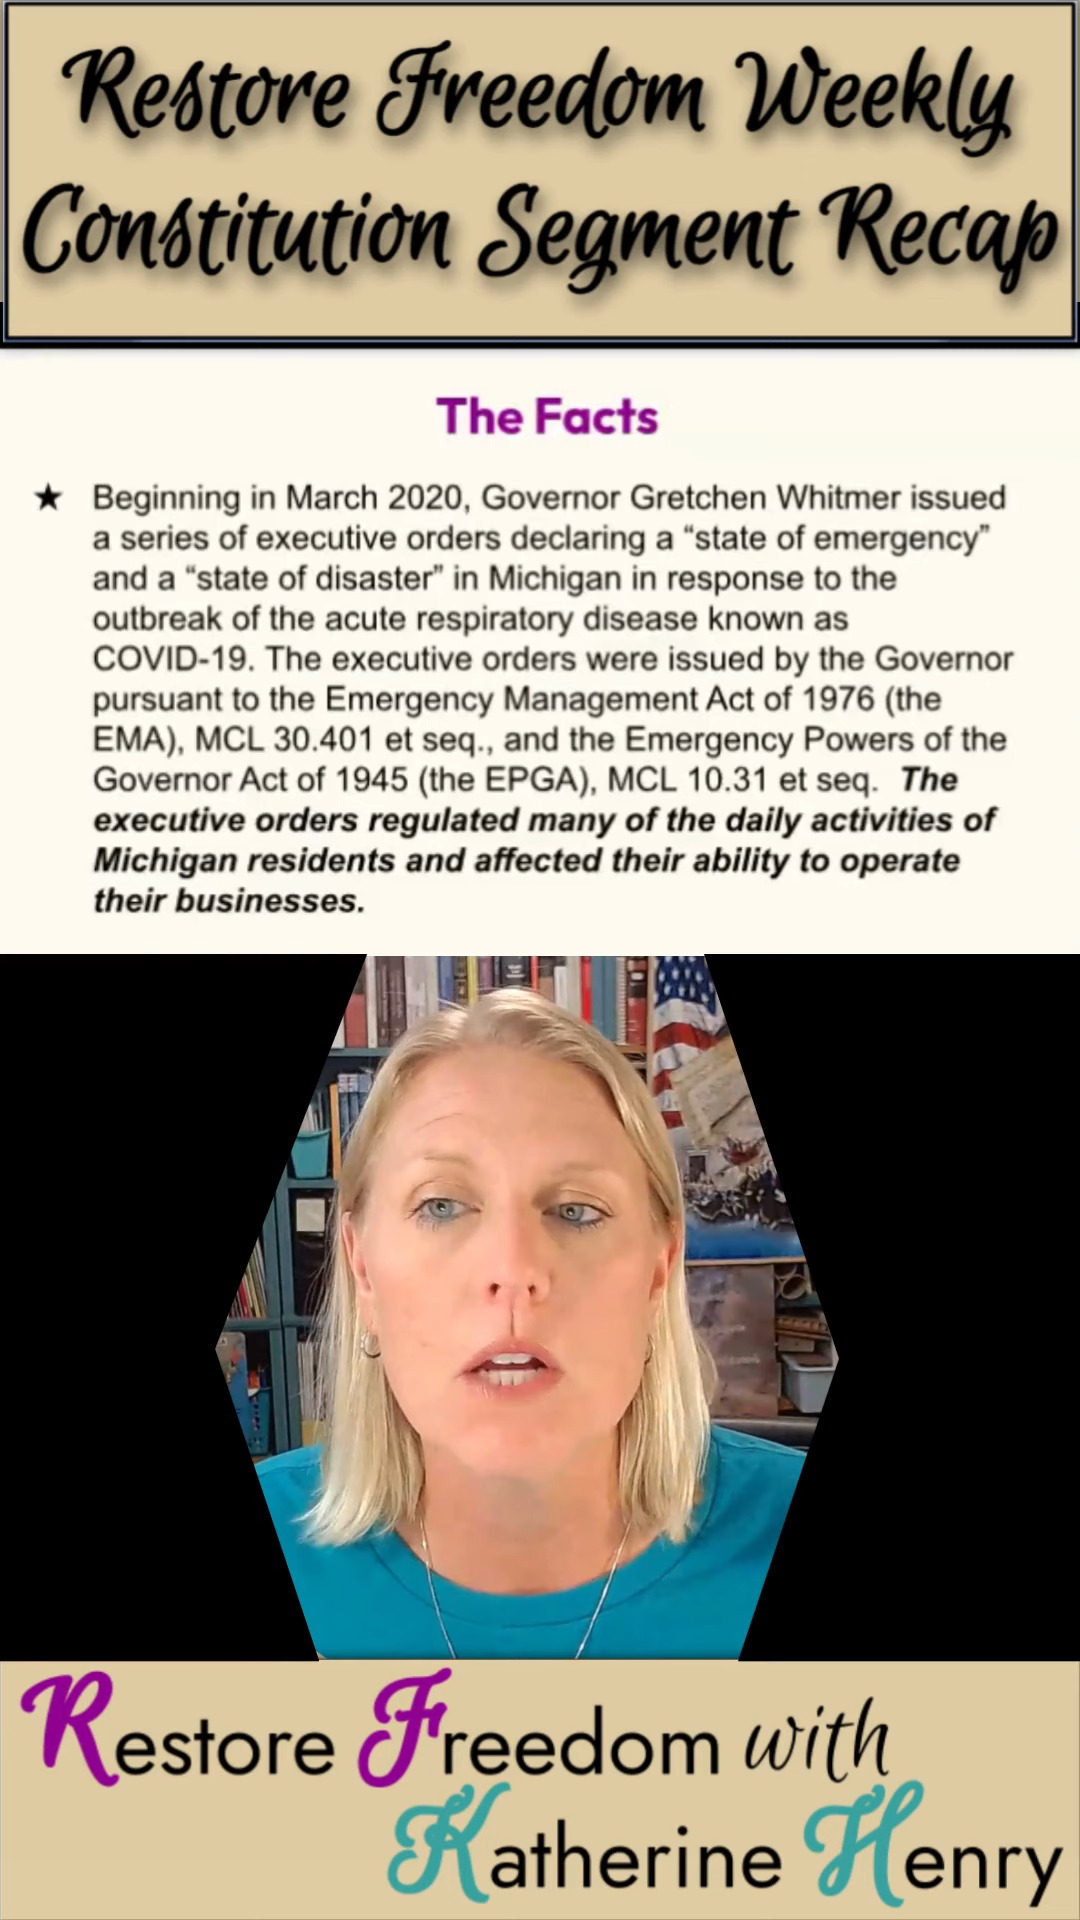 Restore Freedom Weekly
Constitution Segment Recap
The Facts
★ Beginning in March 2020, Governor Gretchen Whitmer issued
a series of executive orders declaring a “state of emergency”
and a “state of disaster” in Michigan in response to the
outbreak of the acute respiratory disease known as
COVID-19. The executive orders were issued by the Governor
pursuant to the Emergency Management Act of 1976 (the
EMA), MCL 30.401 et seq., and the Emergency Powers of the
Governor Act of 1945 (the EPGA), MCL 10.31 et seq. The
executive orders regulated many of the daily activities of
Michigan residents and affected their ability to operate
their businesses.
Restore Freedom with
Katherine Henry